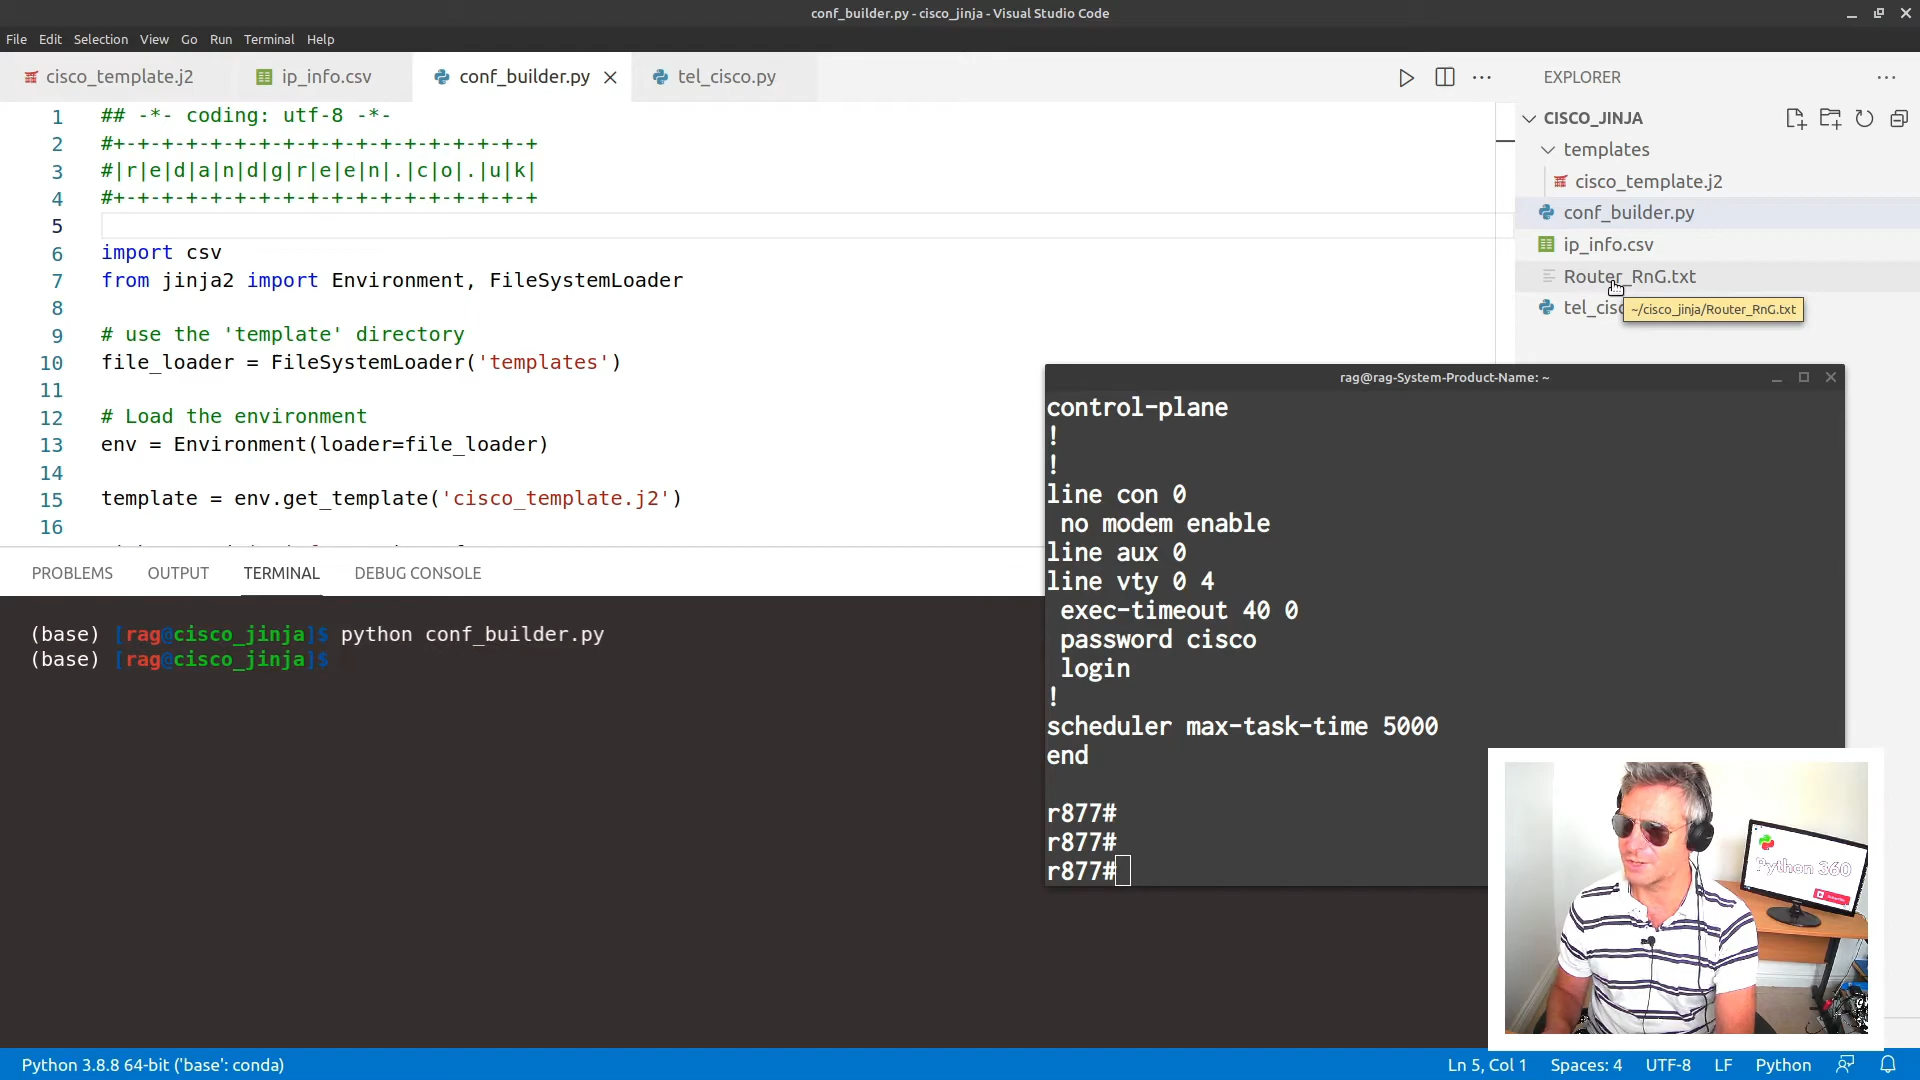 conf_builder.py - cisco_jinja - Visual Studio Code
File Edit Selection View Go Run Terminal Help
cisco_template.j2 ip_info.csv conf_builder.py tel_cisco.py
1 ## -*- coding: utf-8 -*-
2 #+-+-+-+-+-+-+-+-+-+-+-+-+-+-+-+-+-+
3 #|r|e|d|a|n|d|g|r|e|e|n|.|c|o|.|u|k|
4 #+-+-+-+-+-+-+-+-+-+-+-+-+-+-+-+-+-+
5
6 import csv
7 from jinja2 import Environment, FileSystemLoader
8
9 # use the 'template' directory
10 file_loader = FileSystemLoader('templates')
11
12 # Load the environment
13 env = Environment(loader=file_loader)
14
15 template = env.get_template('cisco_template.j2')
16
EXPLORER
CISCO_JINJA
templates
cisco_template.j2
conf_builder.py
ip_info.csv
Router_RnG.txt
~/cisco_jinja/Router_RnG.txt
PROBLEMS OUTPUT TERMINAL DEBUG CONSOLE
(base) [rag@cisco_jinja]$ python conf_builder.py
(base) [rag@cisco_jinja]$
rag@rag-System-Product-Name: ~
control-plane
!
!
line con 0
no modem enable
line aux 0
line vty 0 4
exec-timeout 40 0
password cisco
login
!
scheduler max-task-time 5000
end
r877#
r877#
r877#
Python 360
Python 3.8.8 64-bit ('base': conda)
Ln 5, Col 1 Spaces: 4 UTF-8 LF Python